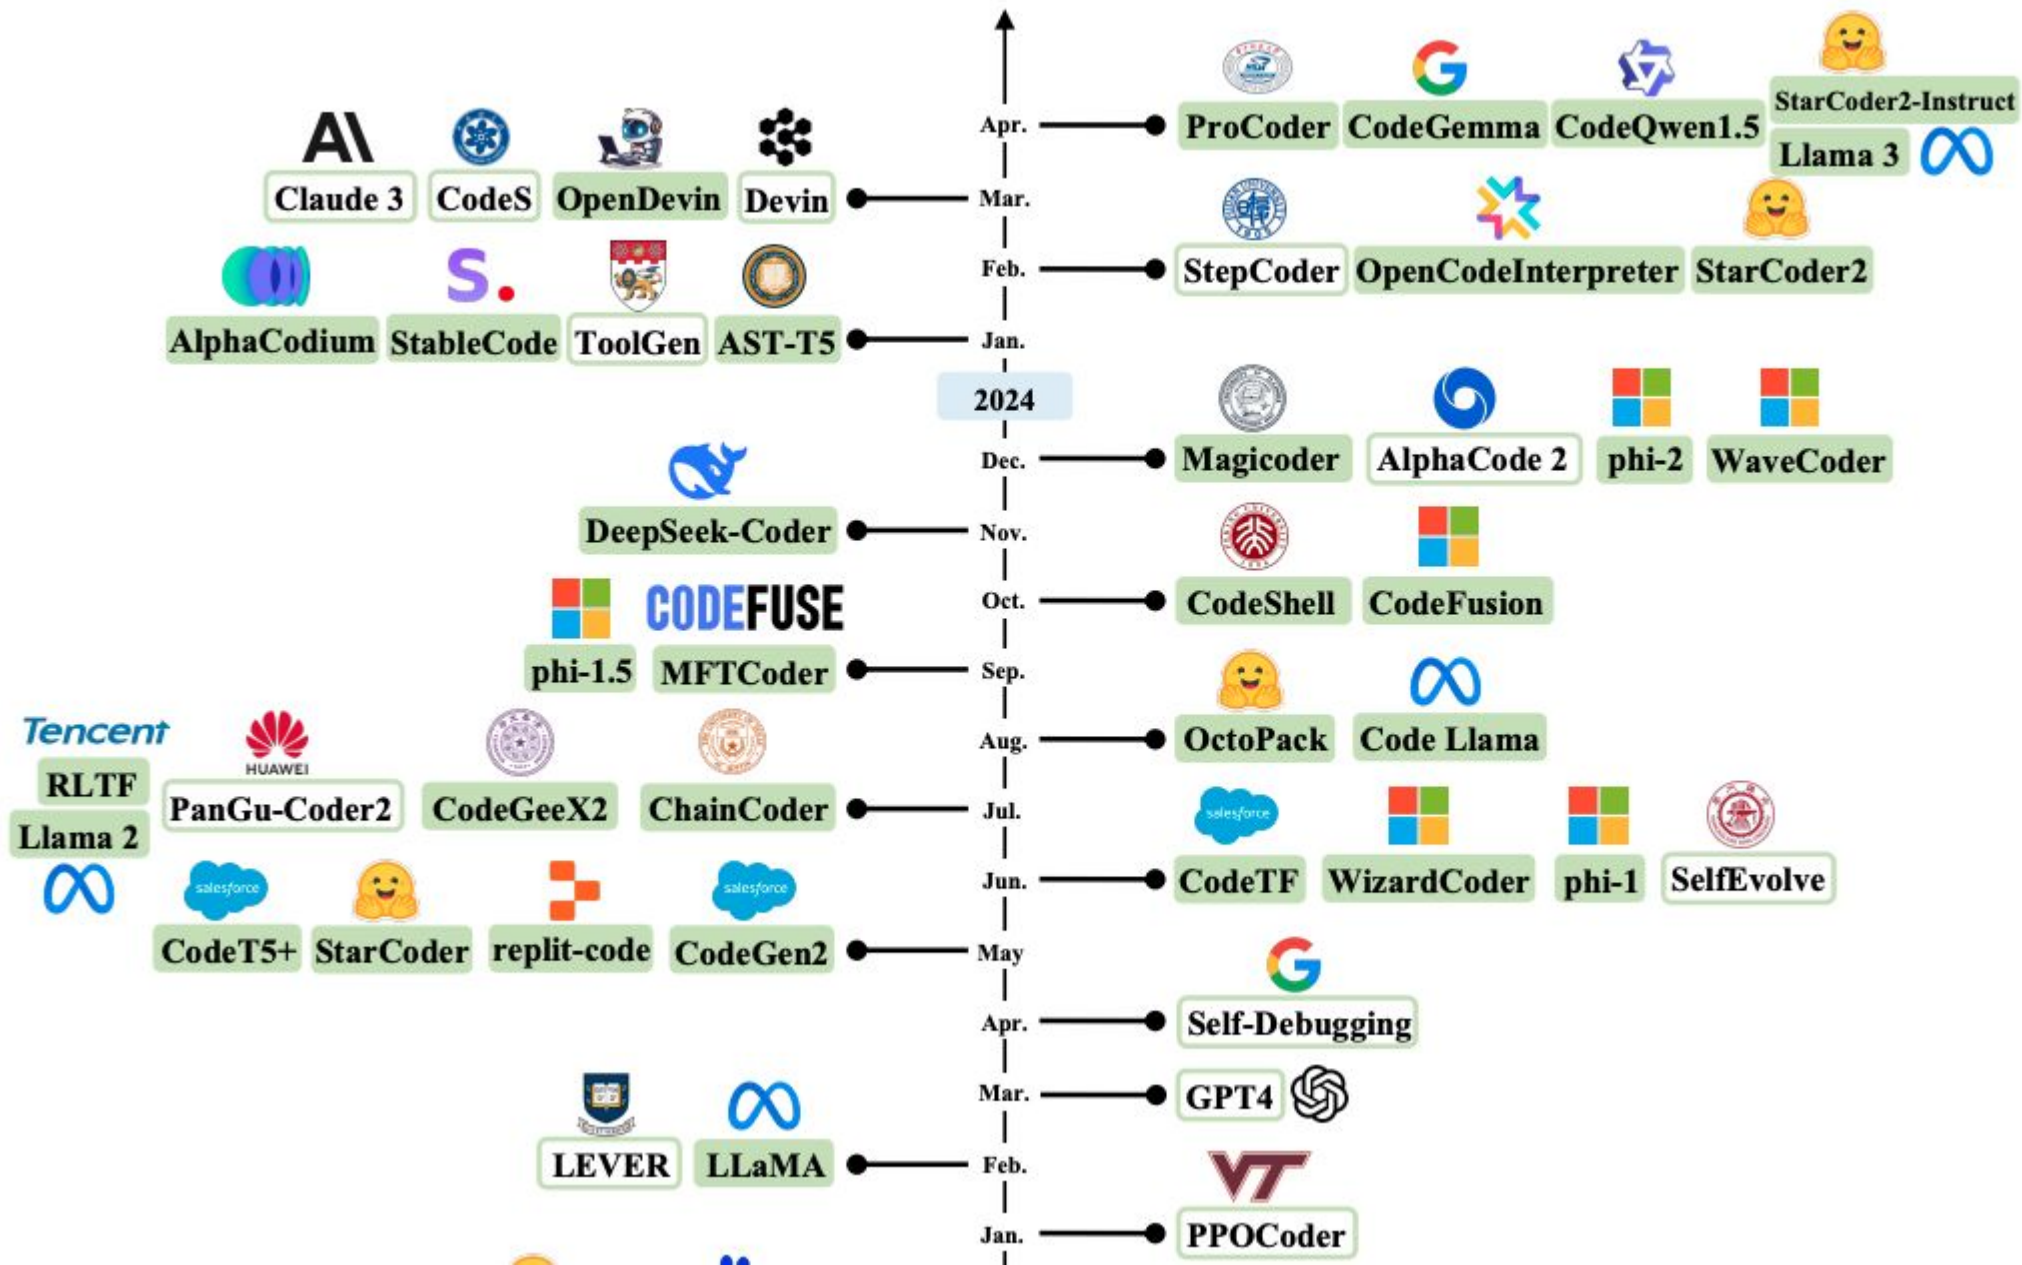 Apr.
ProCoder
CodeGemma
CodeQwen1.5
StarCoder2-Instruct
Llama 3
Claude 3
CodeS
OpenDevin
Devin
Mar.
Feb.
StepCoder
OpenCodeInterpreter
StarCoder2
S.
AlphaCodium
StableCode
ToolGen
AST-T5
Jan.
2024
Dec.
Magicoder
AlphaCode 2
phi-2
WaveCoder
DeepSeek-Coder
Nov.
Oct.
CodeShell
CodeFusion
CODEFUSE
phi-1.5
MFTCoder
Sep.
Aug.
OctoPack
Code Llama
Tencent
HUAWEI
RLTF
Llama 2
PanGu-Coder2
CodeGeeX2
ChainCoder
Jul.
salesforce
Jun.
CodeTF
WizardCoder
phi-1
SelfEvolve
salesforce
salesforce
CodeT5+
StarCoder
replit-code
CodeGen2
May
Apr.
Self-Debugging
Mar.
GPT4
LEVER
LLaMA
Feb.
VT
Jan.
PPOCoder